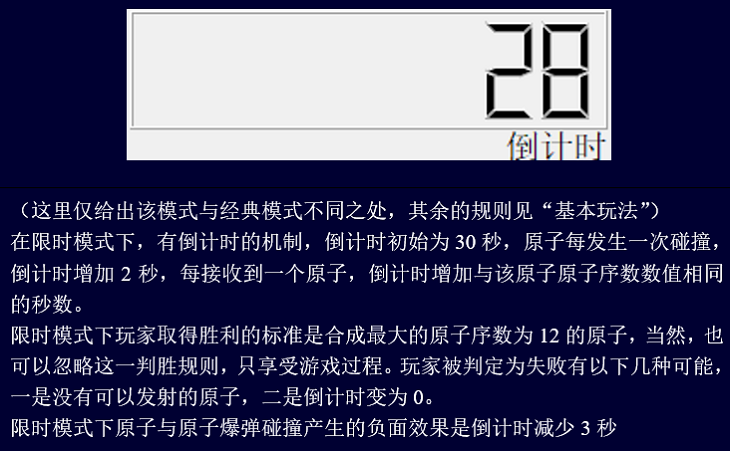 28
倒计时
（这里仅给出该模式与经典模式不同之处，其余的规则见“基本玩法”）
在限时模式下，有倒计时的机制，倒计时初始为 30 秒，原子每发生一次碰撞，
倒计时增加 2 秒，每接收到一个原子，倒计时增加与该原子原子序数数值相同
的秒数。
限时模式下玩家取得胜利的标准是合成最大的原子序数为 12 的原子，当然，也
可以忽略这一判胜规则，只享受游戏过程。玩家被判定为失败有以下几种可能，
一是没有可以发射的原子，二是倒计时变为 0。
限时模式下原子与原子爆弹碰撞产生的负面效果是倒计时减少 3 秒